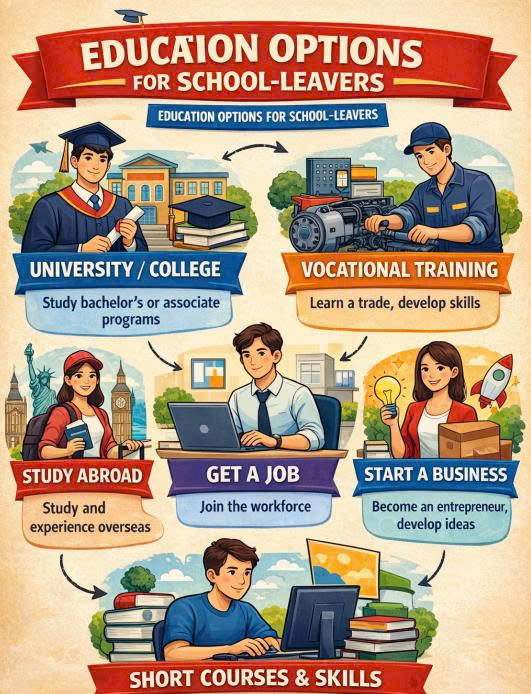 EDUCATION OPTIONS
FOR SCHOOL-LEAVERS
EDUCATION OPTIONS FOR SCHOOL-LEAVERS
UNIVERSITY / COLLEGE
Study bachelor's or associate
programs
VOCATIONAL TRAINING
Learn a trade, develop skills
STUDY ABROAD
Study and
experience overseas
GET A JOB
Join the workforce
START A BUSINESS
Become an entrepreneur,
develop ideas
SHORT COURSES & SKILLS